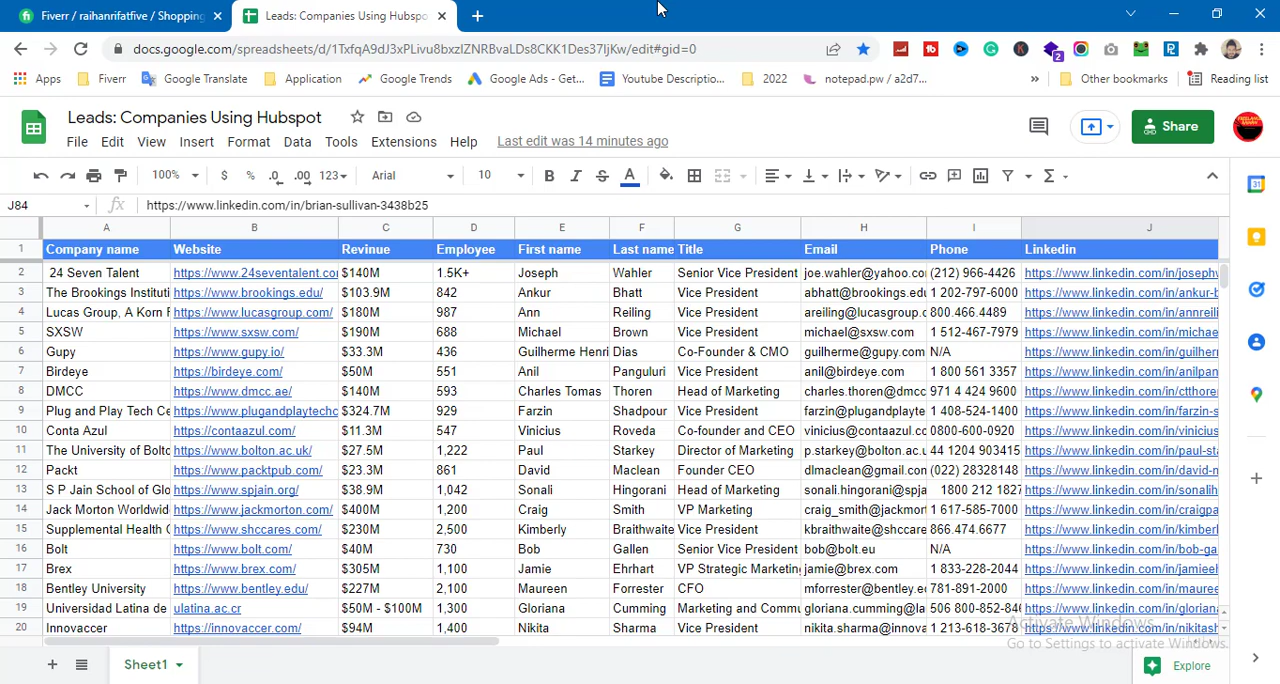 Fiverr / raihanrifatfive / Shopping
Leads: Companies Using Hubspo
docs.google.com/spreadsheets/d/1TxfqA9dJ3xPLivu8bxzIZNRBvaLDs8CKK1Des37IjKw/edit#gid=0
Apps Fiverr Google Translate Application Google Trends Google Ads - Get... YouTube Description... 2022 notepad.pw / a2d7... » Other bookmarks Reading list
Leads: Companies Using Hubspot
File Edit View Insert Format Data Tools Extensions Help Last edit was 14 minutes ago
Share
100% $ % .0 .00 123 Arial 10 B I S A
J84 fx https://www.linkedin.com/in/brian-sullivan-3438b25
A B C D E F G H I J
1 Company name Website Revinue Employee First name Last name Title Email Phone Linkedin
2 24 Seven Talent https://www.24seventalent.co $140M 1.5K+ Joseph Wahler Senior Vice President joe.wahler@yahoo.co (212) 966-4426 https://www.linkedin.com/in/josephw
3 The Brookings Instituti https://www.brookings.edu/ $103.9M 842 Ankur Bhatt Vice President abhatt@brookings.edu 1 202-797-6000 https://www.linkedin.com/in/ankur-b
4 Lucas Group, A Korn F https://www.lucasgroup.com/ $180M 987 Ann Reiling Vice President areiling@lucasgroup.c 800.466.4489 https://www.linkedin.com/in/annreili
5 SXSW https://www.sxsw.com/ $190M 688 Michael Brown Vice President michael@sxsw.com 1 512-467-7979 https://www.linkedin.com/in/michae
6 Gupy https://www.gupy.io/ $33.3M 436 Guilherme Henri Dias Co-Founder & CMO guilherme@gupy.com N/A https://www.linkedin.com/in/guilher
7 Birdeye https://birdeye.com/ $50M 551 Anil Panguluri Vice President anil@birdeye.com 1 800 561 3357 https://www.linkedin.com/in/anilpan
8 DMCC https://www.dmcc.ae/ $140M 593 Charles Tomas Thoren Head of Marketing charles.thoren@dmcc 971 4 424 9600 https://www.linkedin.com/in/ctthoren
9 Plug and Play Tech Ce https://www.plugandplaytech $324.7M 929 Farzin Shadpour Vice President farzin@plugandplayte 1 408-524-1400 https://www.linkedin.com/in/farzin-s
10 Conta Azul https://contaazul.com/ $11.3M 547 Vinicius Roveda Co-founder and CEO vinicius@contaazul.co 0800-600-0920 https://www.linkedin.com/in/vinicius
11 The University of Bolto https://www.bolton.ac.uk/ $27.5M 1,222 Paul Starkey Director of Marketing p.starkey@bolton.ac.u 44 1204 903415 https://www.linkedin.com/in/paul-sta
12 Packt https://www.packtpub.com/ $23.3M 861 David Maclean Founder CEO dlmaclean@gmail.com (022) 28328148 https://www.linkedin.com/in/david-m
13 S P Jain School of Glo https://www.spjain.org/ $38.9M 1,042 Sonali Hingorani Head of Marketing sonali.hingorani@spja 1800 212 1827 https://www.linkedin.com/in/sonalih
14 Jack Morton Worldwid https://www.jackmorton.com/ $400M 1,200 Craig Smith VP Marketing craig_smith@jackmor 1 617-585-7000 https://www.linkedin.com/in/craigpa
15 Supplemental Health C https://www.shccares.com/ $230M 2,500 Kimberly Braithwaite Vice President kbraithwaite@shccare 866.474.6677 https://www.linkedin.com/in/kimberl
16 Bolt https://www.bolt.com/ $40M 730 Bob Gallen Senior Vice President bob@bolt.eu N/A https://www.linkedin.com/in/bob-ga
17 Brex https://www.brex.com/ $305M 1,100 Jamie Ehrhart VP Strategic Marketing jamie@brex.com 1 833-228-2044 https://www.linkedin.com/in/jamieeh
18 Bentley University https://www.bentley.edu/ $227M 2,100 Maureen Forrester CFO mforrester@bentley.e 781-891-2000 https://www.linkedin.com/in/mauree
19 Universidad Latina de ulatina.ac.cr $50M - $100M 1,300 Gloriana Cumming Marketing and Commu gloriana.cumming@la 506 800-852-846 https://www.linkedin.com/in/gloriana
20 Innovaccer https://innovaccer.com/ $94M 1,400 Nikita Sharma Vice President nikita.sharma@innova 1 213-618-3678 https://www.linkedin.com/in/nikitash
Activate Windows
Go to Settings to activate Windows.
Sheet1 Explore